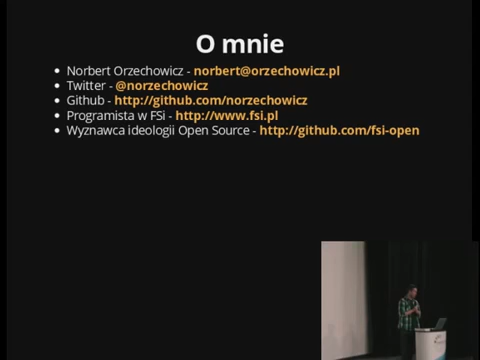 O mnie
Norbert Orzechowicz - norbert@orzechowicz.pl
Twitter - @norzechowicz
Github - http://github.com/norzechowicz
Programista w FSi - http://www.fsi.pl
Wyznawca ideologii Open Source - http://github.com/fsi-open